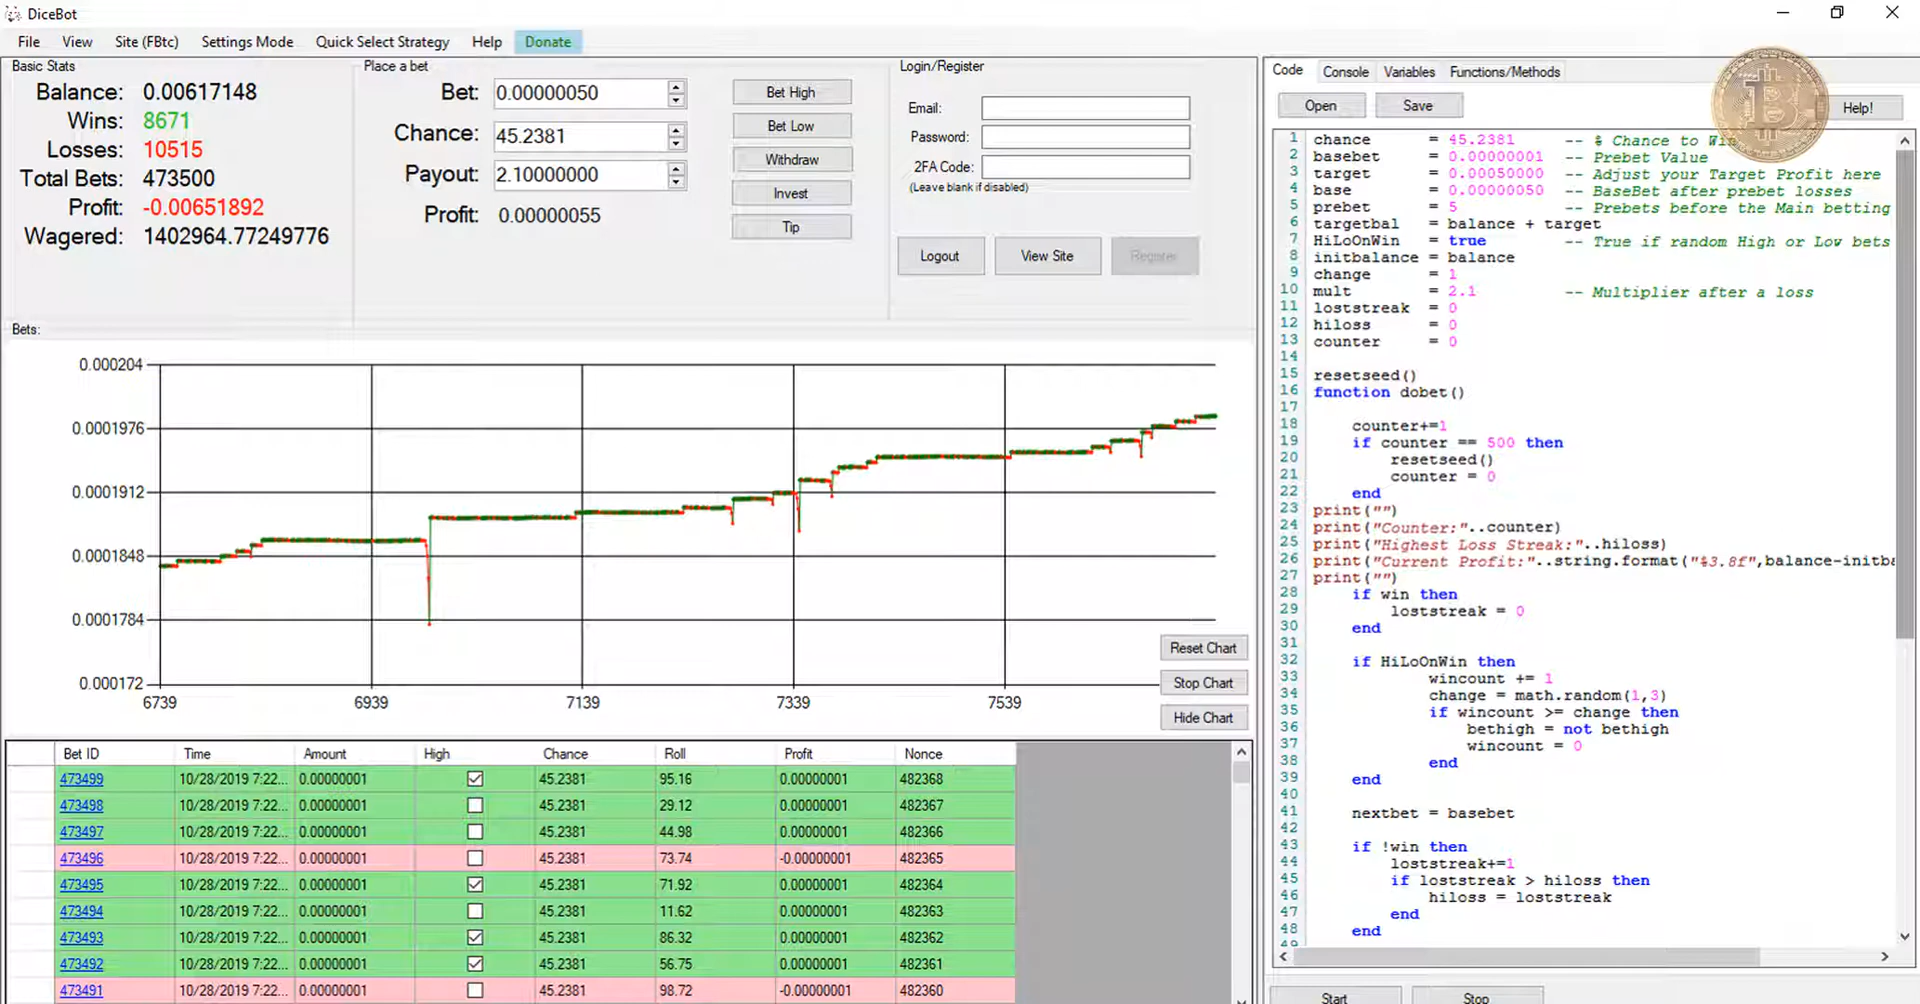 DiceBot
File View Site (FBtc) Settings Mode Quick Select Strategy Help Donate
Basic Stats
Balance: 0.00617148
Wins: 8671
Losses: 10515
Total Bets: 473500
Profit: -0.00651892
Wagered: 1402964.77249776
Place a bet
Bet: 0.00000050
Chance: 45.2381
Payout: 2.10000000
Profit: 0.00000055
Bet High
Bet Low
Withdraw
Invest
Tip
Login/Register
Email:
Password:
2FA Code:
(Leave blank if disabled)
Logout View Site Register
Bets:
0.000204
0.0001976
0.0001912
0.0001848
0.0001784
0.000172
6739 6939 7139 7339 7539
Reset Chart
Stop Chart
Hide Chart
Bet ID Time Amount High Chance Roll Profit Nonce
473499 10/28/2019 7:22... 0.00000001 45.2381 95.16 0.00000001 482368
473498 10/28/2019 7:22... 0.00000001 45.2381 29.12 0.00000001 482367
473497 10/28/2019 7:22... 0.00000001 45.2381 44.98 0.00000001 482366
473496 10/28/2019 7:22... 0.00000001 45.2381 73.74 -0.00000001 482365
473495 10/28/2019 7:22... 0.00000001 45.2381 71.92 0.00000001 482364
473494 10/28/2019 7:22... 0.00000001 45.2381 11.62 0.00000001 482363
473493 10/28/2019 7:22... 0.00000001 45.2381 86.32 0.00000001 482362
473492 10/28/2019 7:22... 0.00000001 45.2381 56.75 0.00000001 482361
473491 10/28/2019 7:22... 0.00000001 45.2381 98.72 -0.00000001 482360
Code Console Variables Functions/Methods
Open Save Help!
1 chance = 45.2381 -- % Chance to Wi
2 basebet = 0.00000001 -- Prebet Value
3 target = 0.00050000 -- Adjust your Target Profit here
4 base = 0.00000050 -- BaseBet after prebet losses
5 prebet = 5 -- Prebets before the Main betting
6 targetbal = balance + target
7 HiLoOnWin = true -- True if random High or Low bets
8 initbalance = balance
9 change = 1
10 mult = 2.1 -- Multiplier after a loss
11 loststreak = 0
12 hiloss = 0
13 counter = 0
14
15 resetseed()
16 function dobet()
17
18 counter+=1
19 if counter == 500 then
20 resetseed()
21 counter = 0
22 end
23 print("")
24 print("Counter:"..counter)
25 print("Highest Loss Streak:"..hiloss)
26 print("Current Profit:"..string.format("%3.8f",balance-initba
27 print("")
28 if win then
29 loststreak = 0
30 end
31
32 if HiLoOnWin then
33 wincount += 1
34 change = math.random(1,3)
35 if wincount >= change then
36 bethigh = not bethigh
37 wincount = 0
38 end
39 end
40
41 nextbet = basebet
42
43 if !win then
44 loststreak+=1
45 if loststreak > hiloss then
46 hiloss = loststreak
47 end
48 end
49
Start Stop